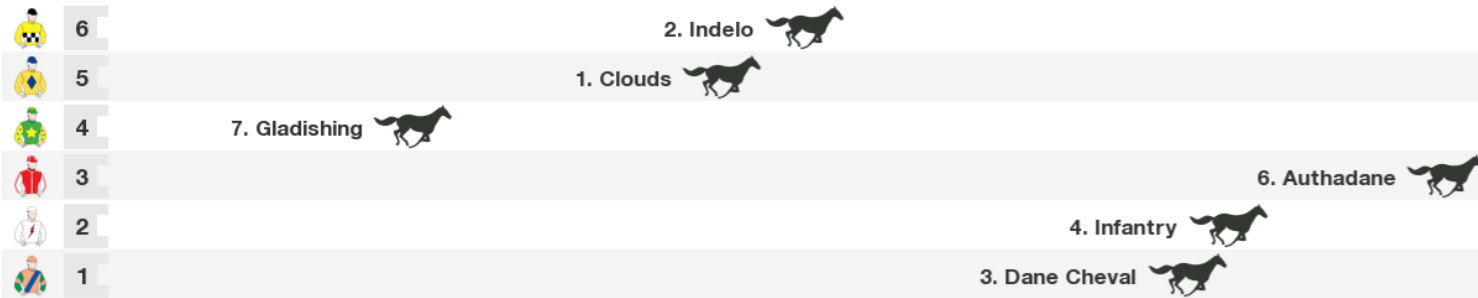 6 2. Indelo
5 1. Clouds
4 7. Gladishing
3 6. Authadane
2 4. Infantry
1 3. Dane Cheval